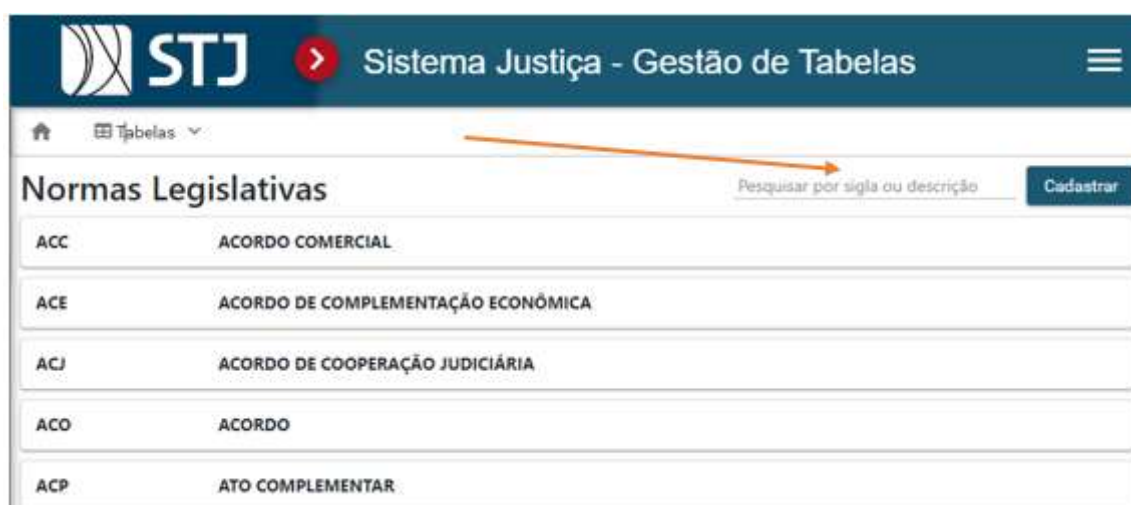 STJ Sistema Justiça - Gestão de Tabelas
Tabelas
Normas Legislativas Pesquisar por sigla ou descrição Cadastrar
ACC ACORDO COMERCIAL
ACE ACORDO DE COMPLEMENTAÇÃO ECONÔMICA
ACJ ACORDO DE COOPERAÇÃO JUDICIÁRIA
ACO ACORDO
ACP ATO COMPLEMENTAR